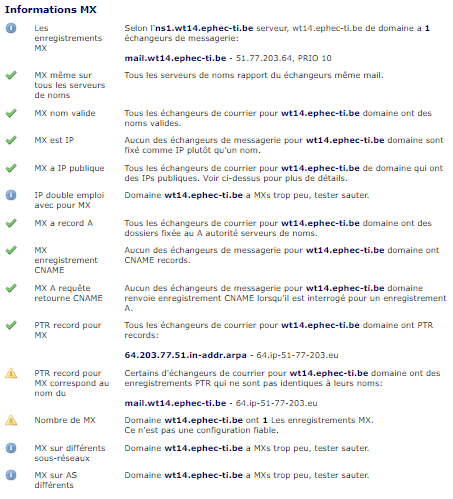 Informations MX
Les enregistrements MX
Selon l'ns1.wt14.ephec-ti.be serveur, wt14.ephec-ti.be de domaine a 1
échangeurs de messagerie:
mail.wt14.ephec-ti.be - 51.77.203.64, PRIO 10
MX même sur
tous les serveurs
de noms
Tous les serveurs de noms rapport du échangeurs même mail.
MX nom valide
Tous les échangeurs de courrier pour wt14.ephec-ti.be domaine ont des
noms valides.
MX est IP
Aucun des échangeurs de messagerie pour wt14.ephec-ti.be domaine sont
fixé comme IP plutôt qu'un nom.
MX a IP publique
Tous les échangeurs de courrier pour wt14.ephec-ti.be de domaine qui ont
des IPs publiques. Voir ci-dessus pour plus de détails.
IP double emploi
avec pour MX
Domaine wt14.ephec-ti.be a MXs trop peu, tester sauter.
MX a record A
Tous les échangeurs de courrier pour wt14.ephec-ti.be domaine ont des
dossiers fixée au A autorité serveurs de noms.
MX
enregistrement
CNAME
Aucun des échangeurs de messagerie pour wt14.ephec-ti.be domaine ont
CNAME records.
MX A requête
retourne CNAME
Aucun des échangeurs de messagerie pour wt14.ephec-ti.be domaine
renvoie enregistrement CNAME lorsqu'il est interrogé pour un enregistrement
A.
PTR record pour
MX
Tous les échangeurs de courrier pour wt14.ephec-ti.be domaine ont PTR
records:
64.203.77.51.in-addr.arpa - 64.ip-51-77-203.eu
PTR record pour
MX correspond au
nom du
Certains d'échangeurs de courrier pour wt14.ephec-ti.be domaine ont des
enregistrements PTR qui ne sont pas identiques à leurs noms:
mail.wt14.ephec-ti.be - 64.ip-51-77-203.eu
Nombre de MX
Domaine wt14.ephec-ti.be ont 1 Les enregistrements MX.
Ce n'est pas une configuration fiable.
MX sur différents
sous-réseaux
Domaine wt14.ephec-ti.be a MXs trop peu, tester sauter.
MX sur AS
différents
Domaine wt14.ephec-ti.be a MXs trop peu, tester sauter.